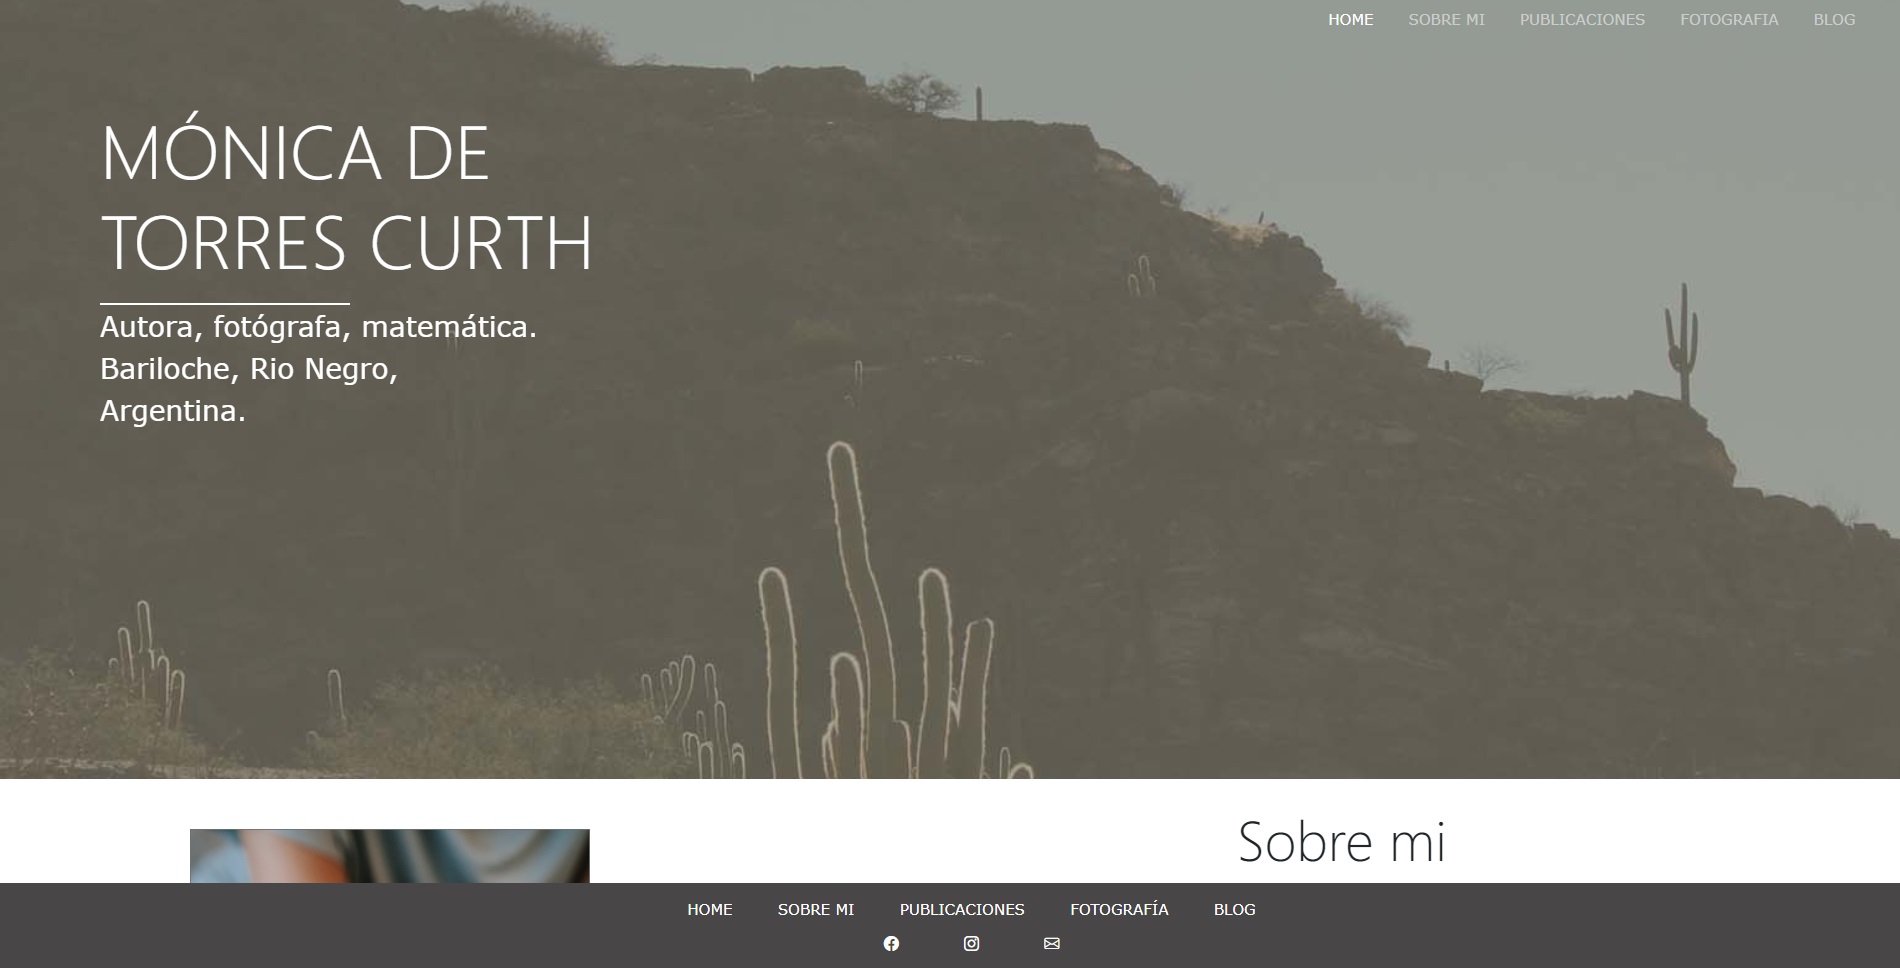 HOME SOBRE MI PUBLICACIONES FOTOGRAFIA BLOG
MÓNICA DE
TORRES CURTH
Autora, fotógrafa, matemática.
Bariloche, Rio Negro,
Argentina.
Sobre mi
HOME SOBRE MI PUBLICACIONES FOTOGRAFÍA BLOG